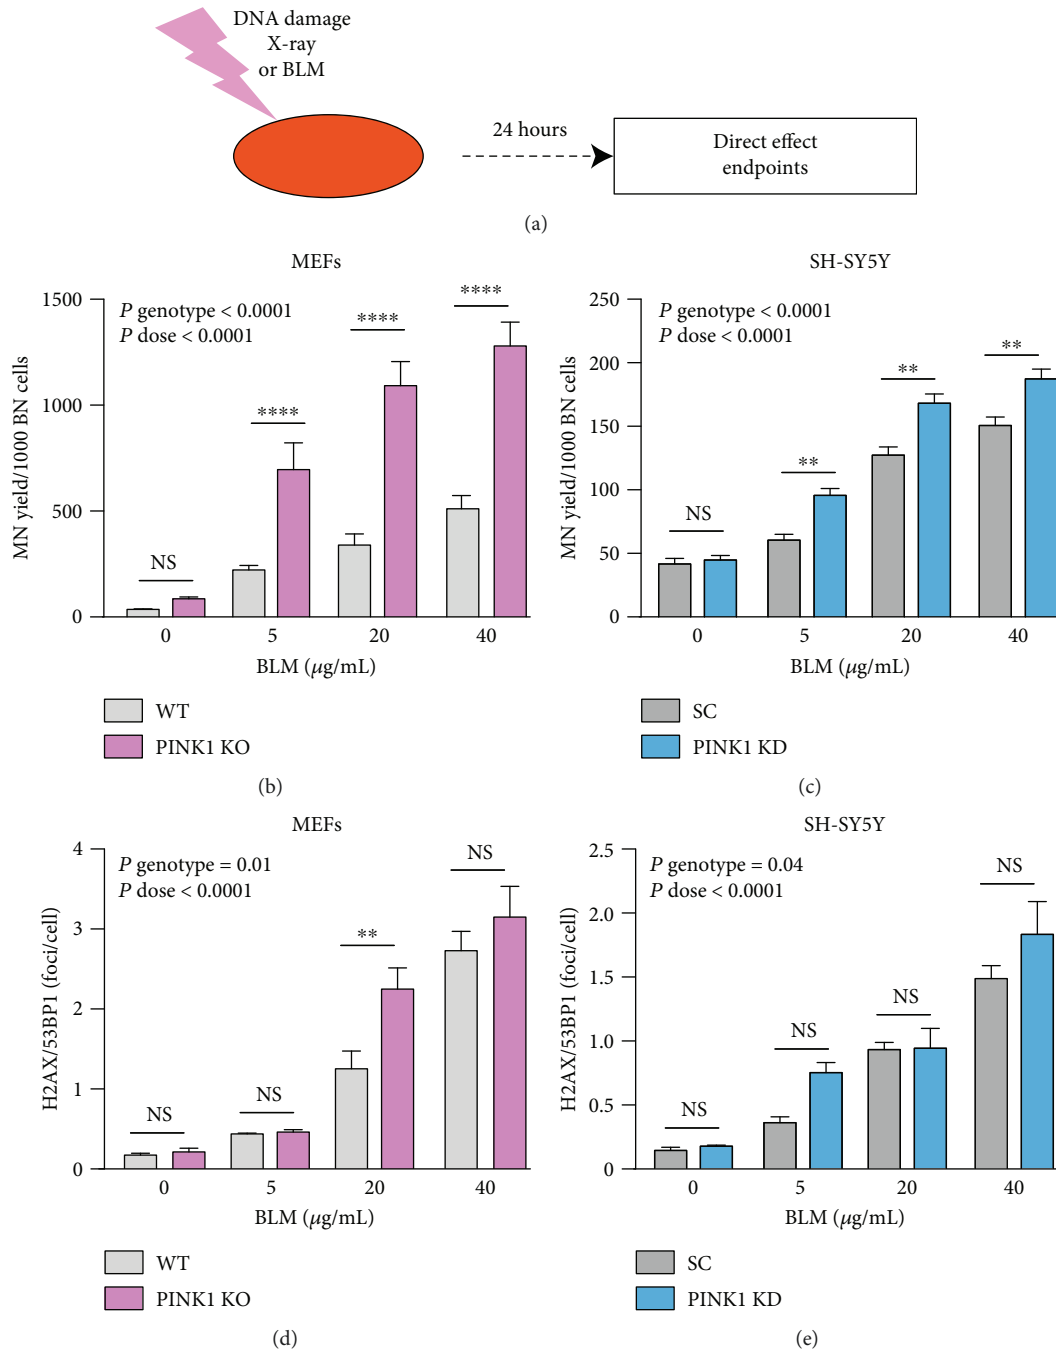 DNA damage
X-ray
or BLM
24 hours
Direct effect
endpoints
(a)
MEFs
P genotype < 0.0001
P dose < 0.0001
MN yield/1000 BN cells
1500
1000
500
0
NS
****
****
****
0 5 20 40
BLM (μg/mL)
WT
PINK1 KO
(b)
SH-SY5Y
P genotype < 0.0001
P dose < 0.0001
MN yield/1000 BN cells
250
200
150
100
50
0
NS
**
**
**
0 5 20 40
BLM (μg/mL)
SC
PINK1 KD
(c)
MEFs
P genotype = 0.01
P dose < 0.0001
H2AX/53BP1 (foci/cell)
4
3
2
1
0
NS
NS
**
NS
0 5 20 40
BLM (μg/mL)
WT
PINK1 KO
(d)
SH-SY5Y
P genotype = 0.04
P dose < 0.0001
H2AX/53BP1 (foci/cell)
2.5
2.0
1.5
1.0
0.5
0
NS
NS
NS
NS
0 5 20 40
BLM (μg/mL)
SC
PINK1 KD
(e)